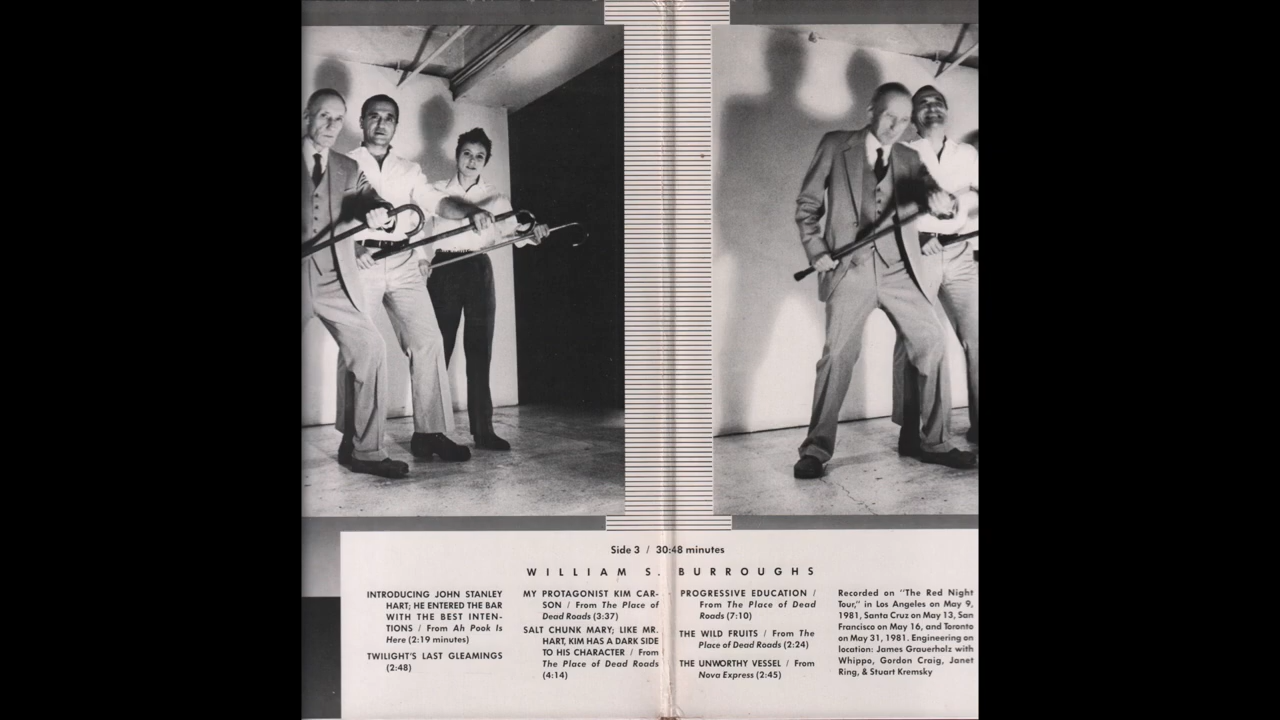 Side 3 / 30:48 minutes
WILLIAM S. BURROUGHS
INTRODUCING JOHN STANLEY
HART; HE ENTERED THE BAR
WITH THE BEST INTEN-
TIONS / From Ah Pook Is
Here (2:19 minutes)
TWILIGHT'S LAST GLEAMINGS
(2:48)
MY PROTAGONIST KIM CAR-
SON / From The Place of
Dead Roads (3:37)
SALT CHUNK MARY; LIKE MR.
HART, KIM HAS A DARK SIDE
TO HIS CHARACTER / From
The Place of Dead Roads
(4:14)
PROGRESSIVE EDUCATION /
From The Place of Dead
Roads (7:10)
THE WILD FRUITS / From The
Place of Dead Roads (2:24)
THE UNWORTHY VESSEL / From
Nova Express (2:45)
Recorded on "The Red Night
Tour," in Los Angeles on May 9,
1981, Santa Cruz on May 13, San
Francisco on May 16, and Toronto
on May 31, 1981. Engineering on
location: James Grauerholz with
Whippo, Gordon Craig, Janet
Ring, & Stuart Kremsky